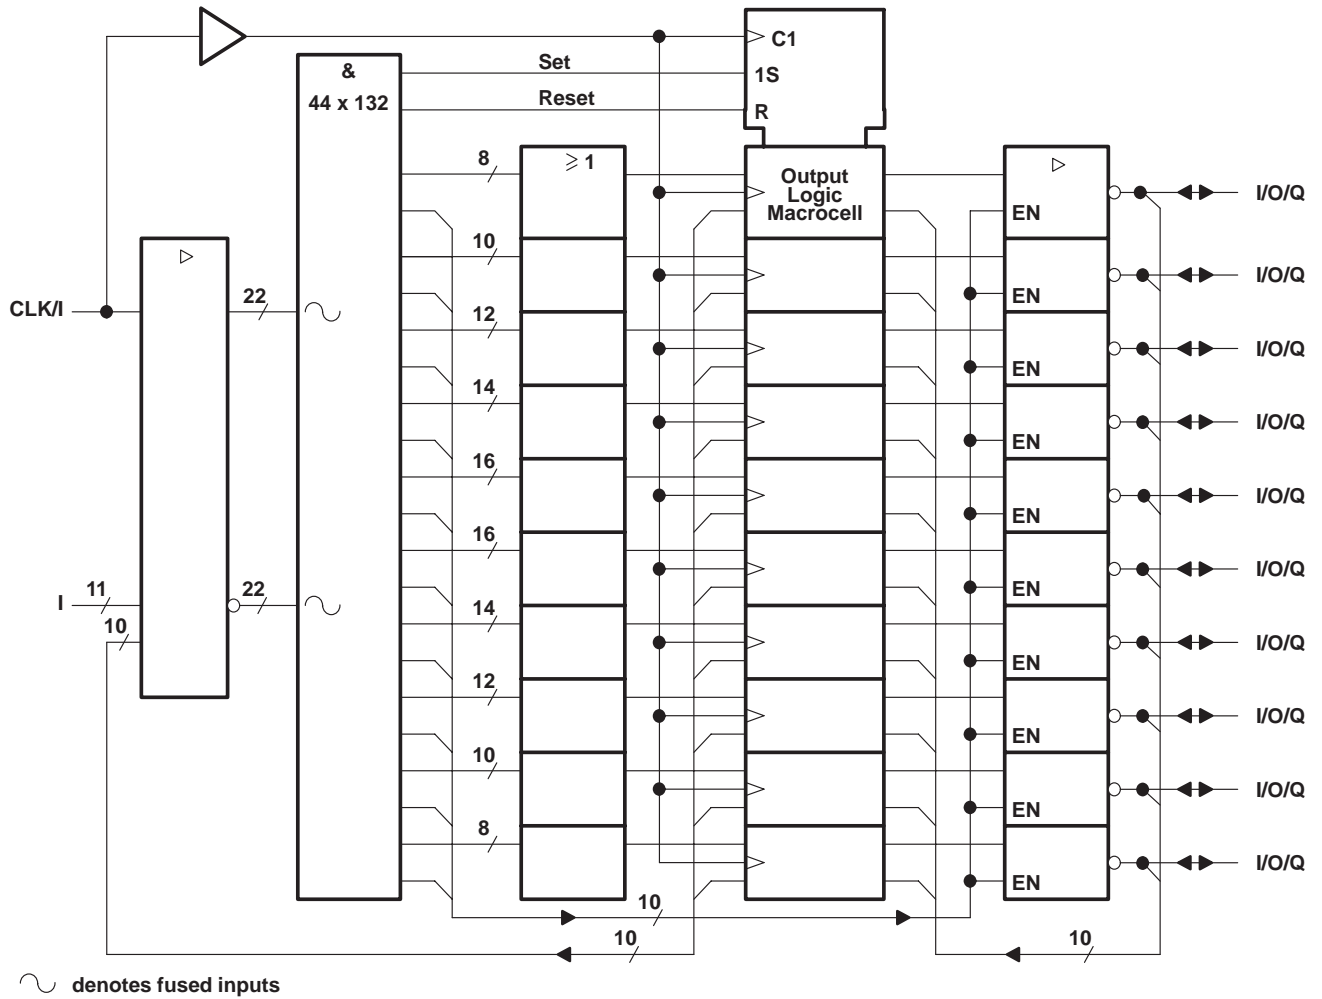 C1
&
Set
1S
44 x 132
Reset
R
8
≥ 1
Output
Logic
Macrocell
I/O/Q
EN
10
I/O/Q
EN
CLK/I
22
12
I/O/Q
EN
14
I/O/Q
EN
16
I/O/Q
EN
16
I/O/Q
EN
I
11
22
10
14
I/O/Q
EN
12
I/O/Q
EN
10
I/O/Q
EN
8
I/O/Q
EN
10
10
10
denotes fused inputs